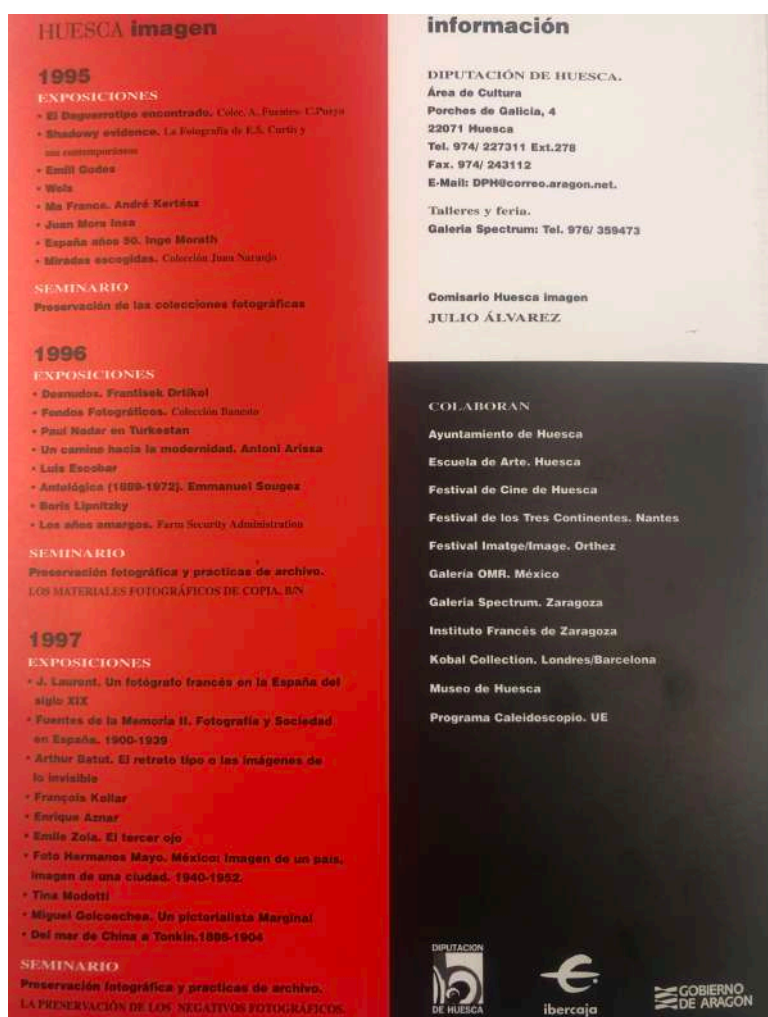 HUESCA imagen
1995
EXPOSICIONES
• El Daguerrotipo encontrado. Colec. A. Fuentes- C.Pueyo
• Shadowy evidence. La Fotografía de E.S. Curtis y
sus contemporáneos
• Emili Godes
• Wols
• Ma France. André Kertész
• Juan Mora Insa
• España años 50. Inge Morath
• Miradas escogidas. Colección Juan Naranjo
SEMINARIO
Preservación de las colecciones fotográficas
1996
EXPOSICIONES
• Desnudos. Frantisek Drtikol
• Fondos Fotográficos. Colección Banesto
• Paul Nadar en Turkestan
• Un camino hacia la modernidad. Antoni Arissa
• Luis Escobar
• Antológica (1889-1972). Emmanuel Sougez
• Boris Lipnitzky
• Los años amargos. Farm Security Administration
SEMINARIO
Preservación fotográfica y practicas de archivo.
LOS MATERIALES FOTOGRÁFICOS DE COPIA. B/N
1997
EXPOSICIONES
• J. Laurent. Un fotógrafo francés en la España del
siglo XIX
• Fuentes de la Memoria II. Fotografía y Sociedad
en España. 1900-1939
• Arthur Batut. El retrato tipo o las imágenes de
lo invisible
• François Kollar
• Enrique Aznar
• Emile Zola. El tercer ojo
• Foto Hermanos Mayo. México: Imagen de un país,
imagen de una ciudad. 1940-1952.
• Tina Modotti
• Miguel Goicoechea. Un pictorialista Marginal
• Del mar de China a Tonkin.1886-1904
SEMINARIO
Preservación fotográfica y practicas de archivo.
LA PRESERVACIÓN DE LOS NEGATIVOS FOTOGRÁFICOS.
información
DIPUTACIÓN DE HUESCA.
Área de Cultura
Porches de Galicia, 4
22071 Huesca
Tel. 974/ 227311 Ext.278
Fax. 974/ 243112
E-Mail: DPH@correo.aragon.net.
Talleres y feria.
Galeria Spectrum: Tel. 976/ 359473
Comisario Huesca imagen
JULIO ÁLVAREZ
COLABORAN
Ayuntamiento de Huesca
Escuela de Arte. Huesca
Festival de Cine de Huesca
Festival de los Tres Continentes. Nantes
Festival Imatge/Image. Orthez
Galería OMR. México
Galeria Spectrum. Zaragoza
Instituto Francés de Zaragoza
Kobal Collection. Londres/Barcelona
Museo de Huesca
Programa Caleidoscopio. UE
DIPUTACION
DE HUESCA
ibercaja
GOBIERNO
DE ARAGON